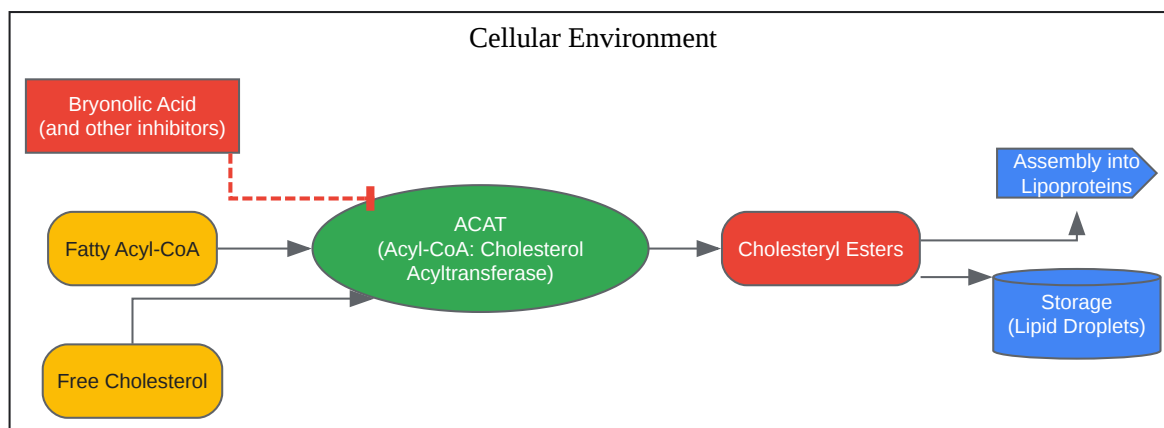 Cellular Environment
Bryonolic Acid
(and other inhibitors)
Assembly into
Lipoproteins
Fatty Acyl-CoA
ACAT
(Acyl-CoA: Cholesterol
Acyltransferase)
Cholesteryl Esters
Storage
(Lipid Droplets)
Free Cholesterol